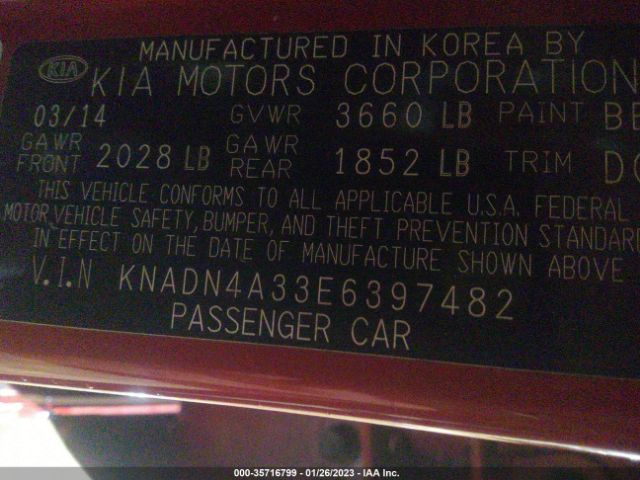 MANUFACTURED IN KOREA BY
KIA KIA MOTORS CORPORATION
03/14 GVWR 3660 LB PAINT
GAWR FRONT 2028 LB GAWR REAR 1852 LB TRIM
THIS VEHICLE CONFORMS TO ALL APPLICABLE U.S.A. FEDERAL
MOTOR VEHICLE SAFETY, BUMPER, AND THEFT PREVENTION STANDAR
IN EFFECT ON THE DATE OF MANUFACTURE SHOWN ABOVE
V.I.N KNADN4A33E6397482
PASSENGER CAR
000-35716799 - 01/26/2023 - IAA Inc.